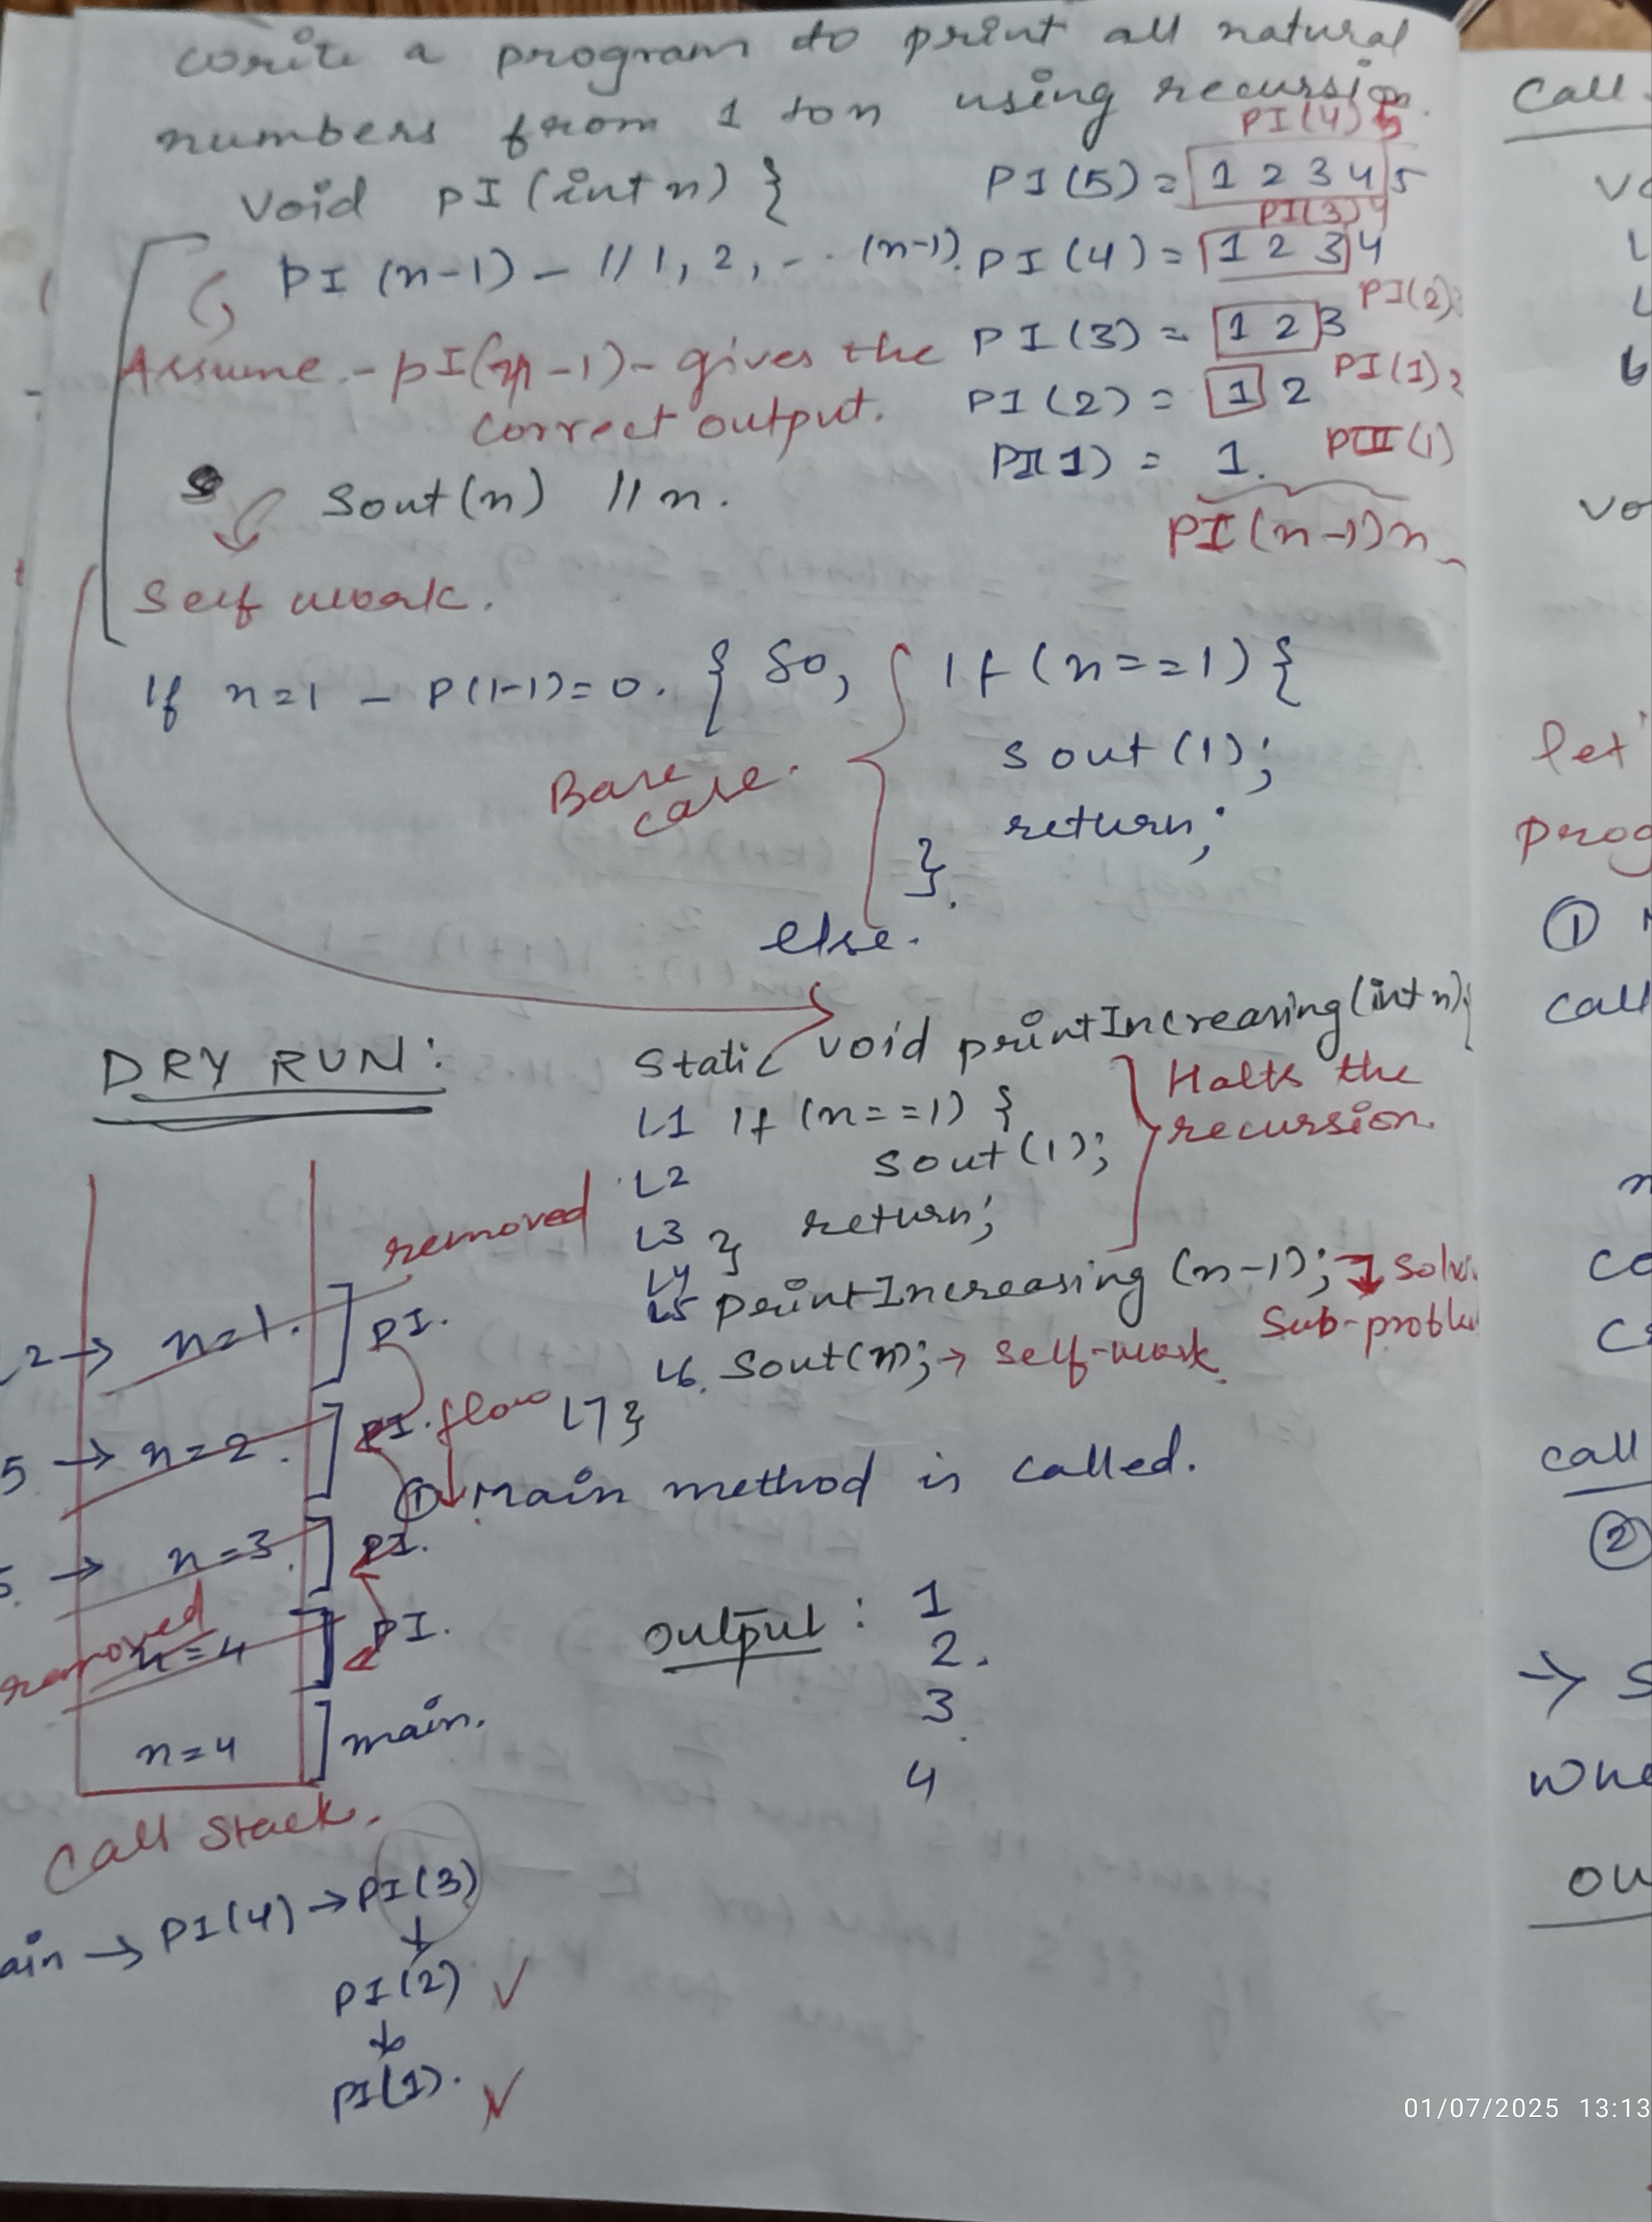 write a program to print all natural
numbers from 1 to n using recursion.
PI(4) 5
void pI(int n) }
PI(5) = 1 2 3 4 5
PI(3) 4
PI(n-1) - // 1, 2, -.. (n-1).
PI(4) = 1 2 3 4
PI(2)3
Assume - pI(n-1) - gives the
correct output.
PI(3) = 1 2 3
PI(1)2
PI(2) = 1 2
PI(1)
PI(1) = 1.
Sout(n) // n.
PI(n-1)n
Self work.
If n=1 - P(1-1)=0. { So,
If (n==1) {
sout(1);
return;
}.
Base case.
else.
DRY RUN:
Static void printIncreasing(int n){
L1 If (n==1) {
L2 sout(1);
L3 } return;
L4
L5 printIncreasing (n-1);
L6. Sout(n); → self-work.
L7 }
Halts the
recursion.
Sub-
removed
2 → n=1. PI.
5 → n=2. PI. flow
5. → n=3. PI.
removed
n=4 PI.
n=4 main.
Call Stack.
① Main method is called.
output : 1
2.
3
4
ain → PI(4) → PI(3)
↓
PI(2) ✓
↓
PI(1). ✓
Call
vo
vo
let'
prog
①
call
call
②
→ S
whe
ou
01/07/2025 13:13